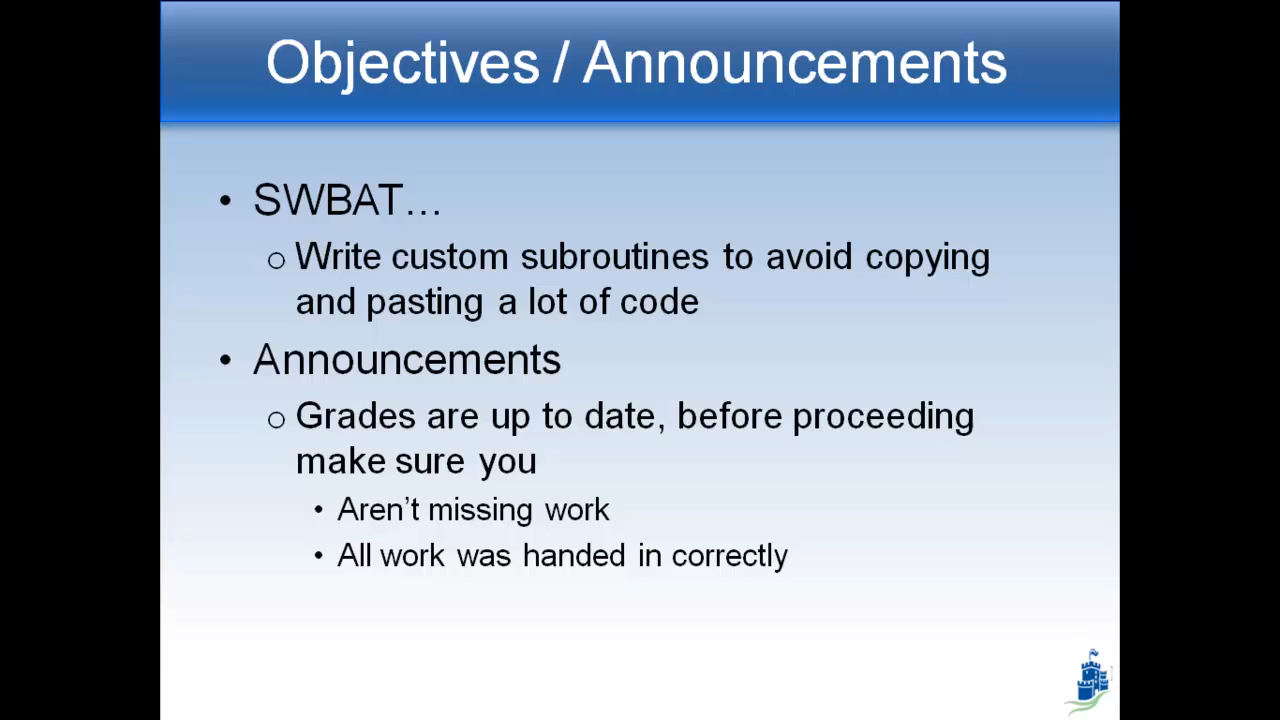 Objectives / Announcements
• SWBAT…
o Write custom subroutines to avoid copying
and pasting a lot of code
• Announcements
o Grades are up to date, before proceeding
make sure you
• Aren’t missing work
• All work was handed in correctly